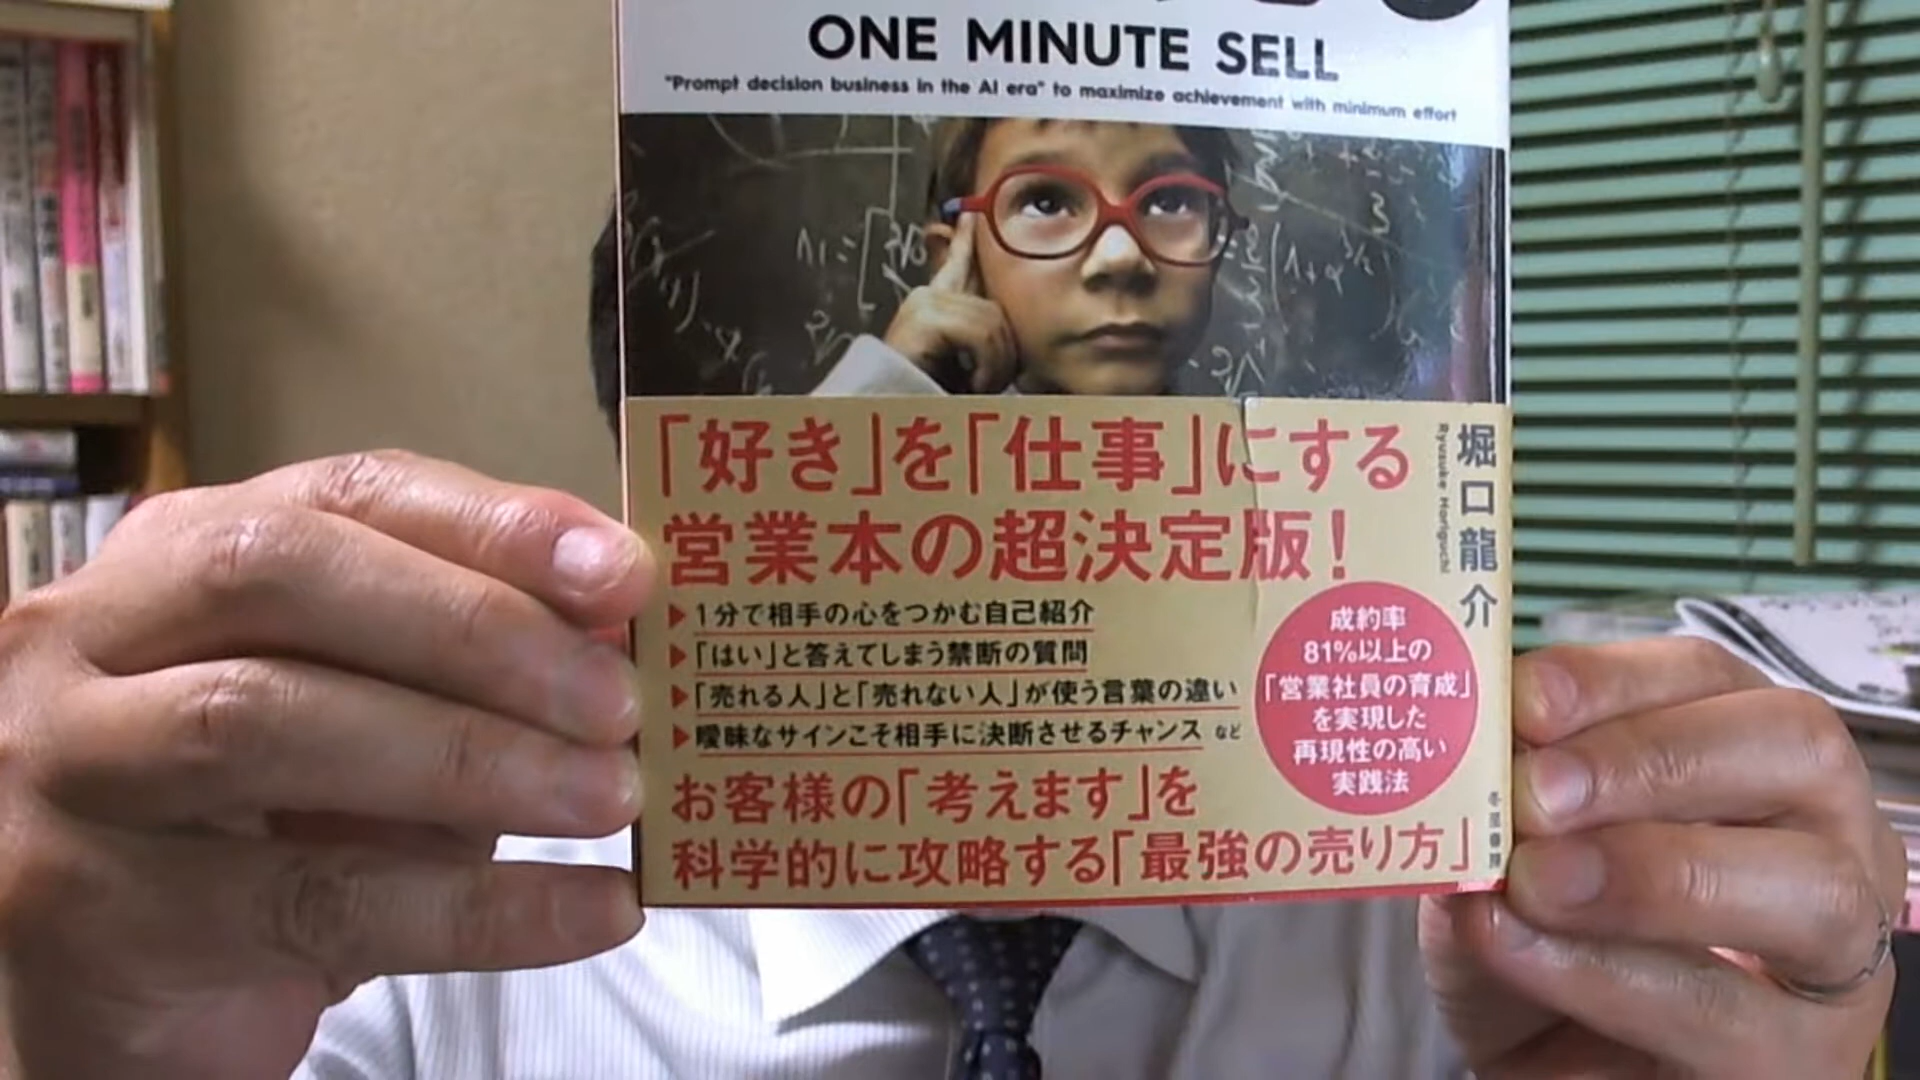 ONE MINUTE SELL
"Prompt decision business in the AI era" to maximize achievement with minimum effort
「好き」を「仕事」にする
営業本の超決定版!
▶1分で相手の心をつかむ自己紹介
▶「はい」と答えてしまう禁断の質問
▶「売れる人」と「売れない人」が使う言葉の違い
▶曖昧なサインこそ相手に決断させるチャンス など
お客様の「考えます」を
科学的に攻略する「最強の売り方」
成約率
81%以上の
「営業社員の育成」
を実現した
再現性の高い
実践法
堀口龍介
Ryusuke Horiguchi